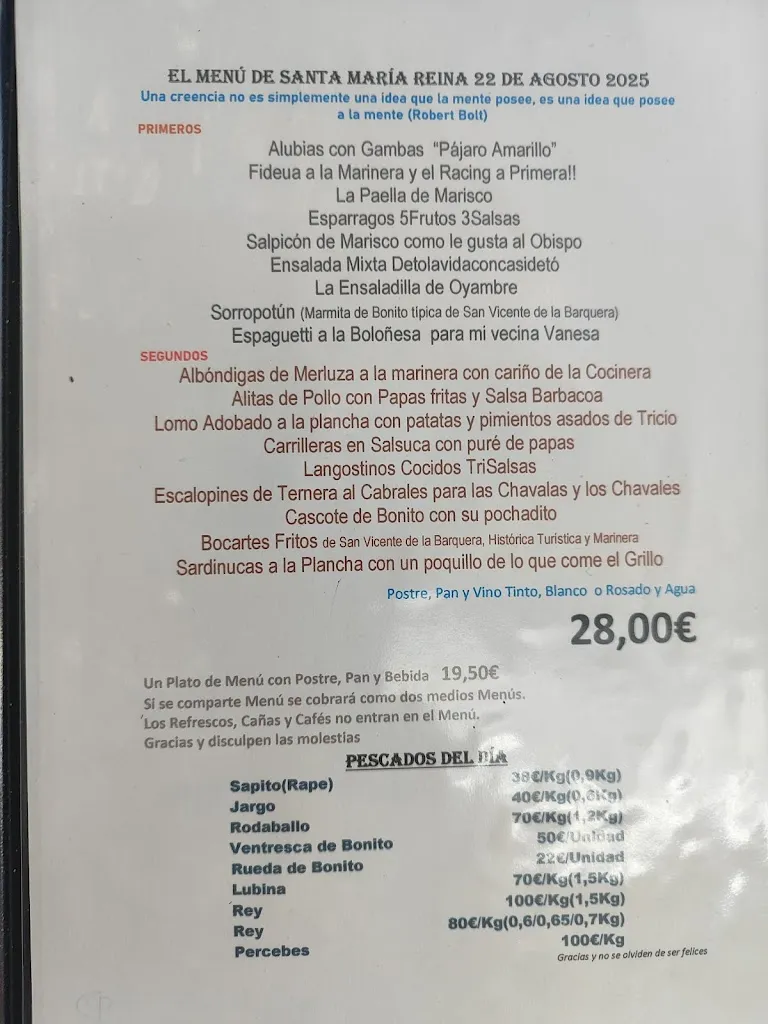 EL MENÚ DE SANTA MARÍA REINA 22 DE AGOSTO 2025
Una creencia no es simplemente una idea que la mente posee, es una idea que posee
a la mente (Robert Bolt)
PRIMEROS
Alubias con Gambas "Pájaro Amarillo"
Fideua a la Marinera y el Racing a Primera!!
La Paella de Marisco
Esparragos 5Frutos 3Salsas
Salpicón de Marisco como le gusta al Obispo
Ensalada Mixta Detolavidaconcasidetó
La Ensaladilla de Oyambre
Sorropotún (Marmita de Bonito típica de San Vicente de la Barquera)
Espaguetti a la Boloñesa para mi vecina Vanesa
SEGUNDOS
Albóndigas de Merluza a la marinera con cariño de la Cocinera
Alitas de Pollo con Papas fritas y Salsa Barbacoa
Lomo Adobado a la plancha con patatas y pimientos asados de Tricio
Carrilleras en Salsuca con puré de papas
Langostinos Cocidos TriSalsas
Escalopines de Ternera al Cabrales para las Chavalas y los Chavales
Cascote de Bonito con su pochadito
Bocartes Fritos de San Vicente de la Barquera, Histórica Turística y Marinera
Sardinucas a la Plancha con un poquillo de lo que come el Grillo
Postre, Pan y Vino Tinto, Blanco o Rosado y Agua
28,00€
Un Plato de Menú con Postre, Pan y Bebida 19,50€
Si se comparte Menú se cobrará como dos medios Menús.
Los Refrescos, Cañas y Cafés no entran en el Menú.
Gracias y disculpen las molestias
PESCADOS DEL DÍA
Sapito(Rape) 38€/Kg(0,9Kg)
Jargo 40€/Kg(0,6Kg)
Rodaballo 70€/Kg(1,2Kg)
Ventresca de Bonito 50€/Unidad
Rueda de Bonito 22€/Unidad
Lubina 70€/Kg(1,5Kg)
Rey 100€/Kg(1,5Kg)
Rey 80€/Kg(0,6/0,65/0,7Kg)
Percebes 100€/Kg
Gracias y no se olviden de ser felices